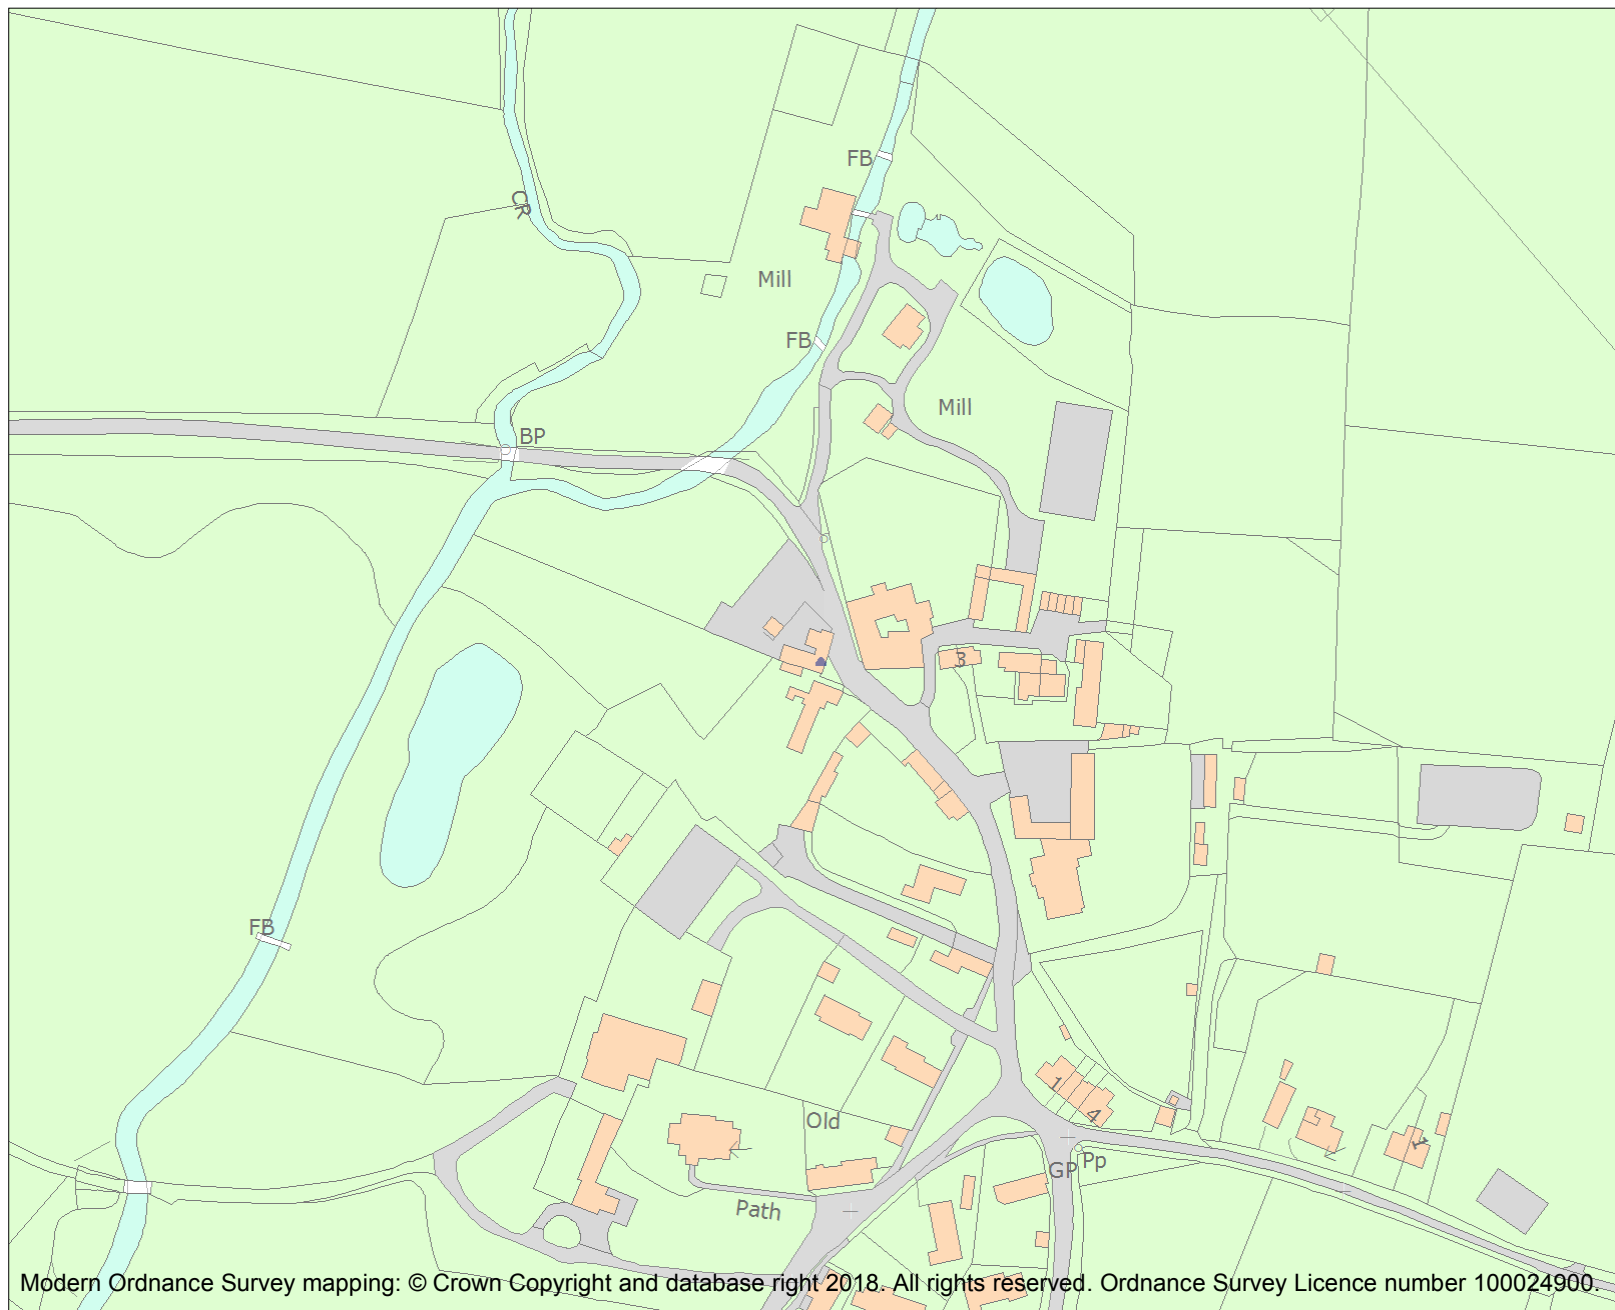 FB
CR
Mill
FB
Mill
BP
3
FB
1
4
Old
1
Pp
GP
Path
Modern Ordnance Survey mapping: © Crown Copyright and database right 2018. All rights reserved. Ordnance Survey Licence number 100024900.